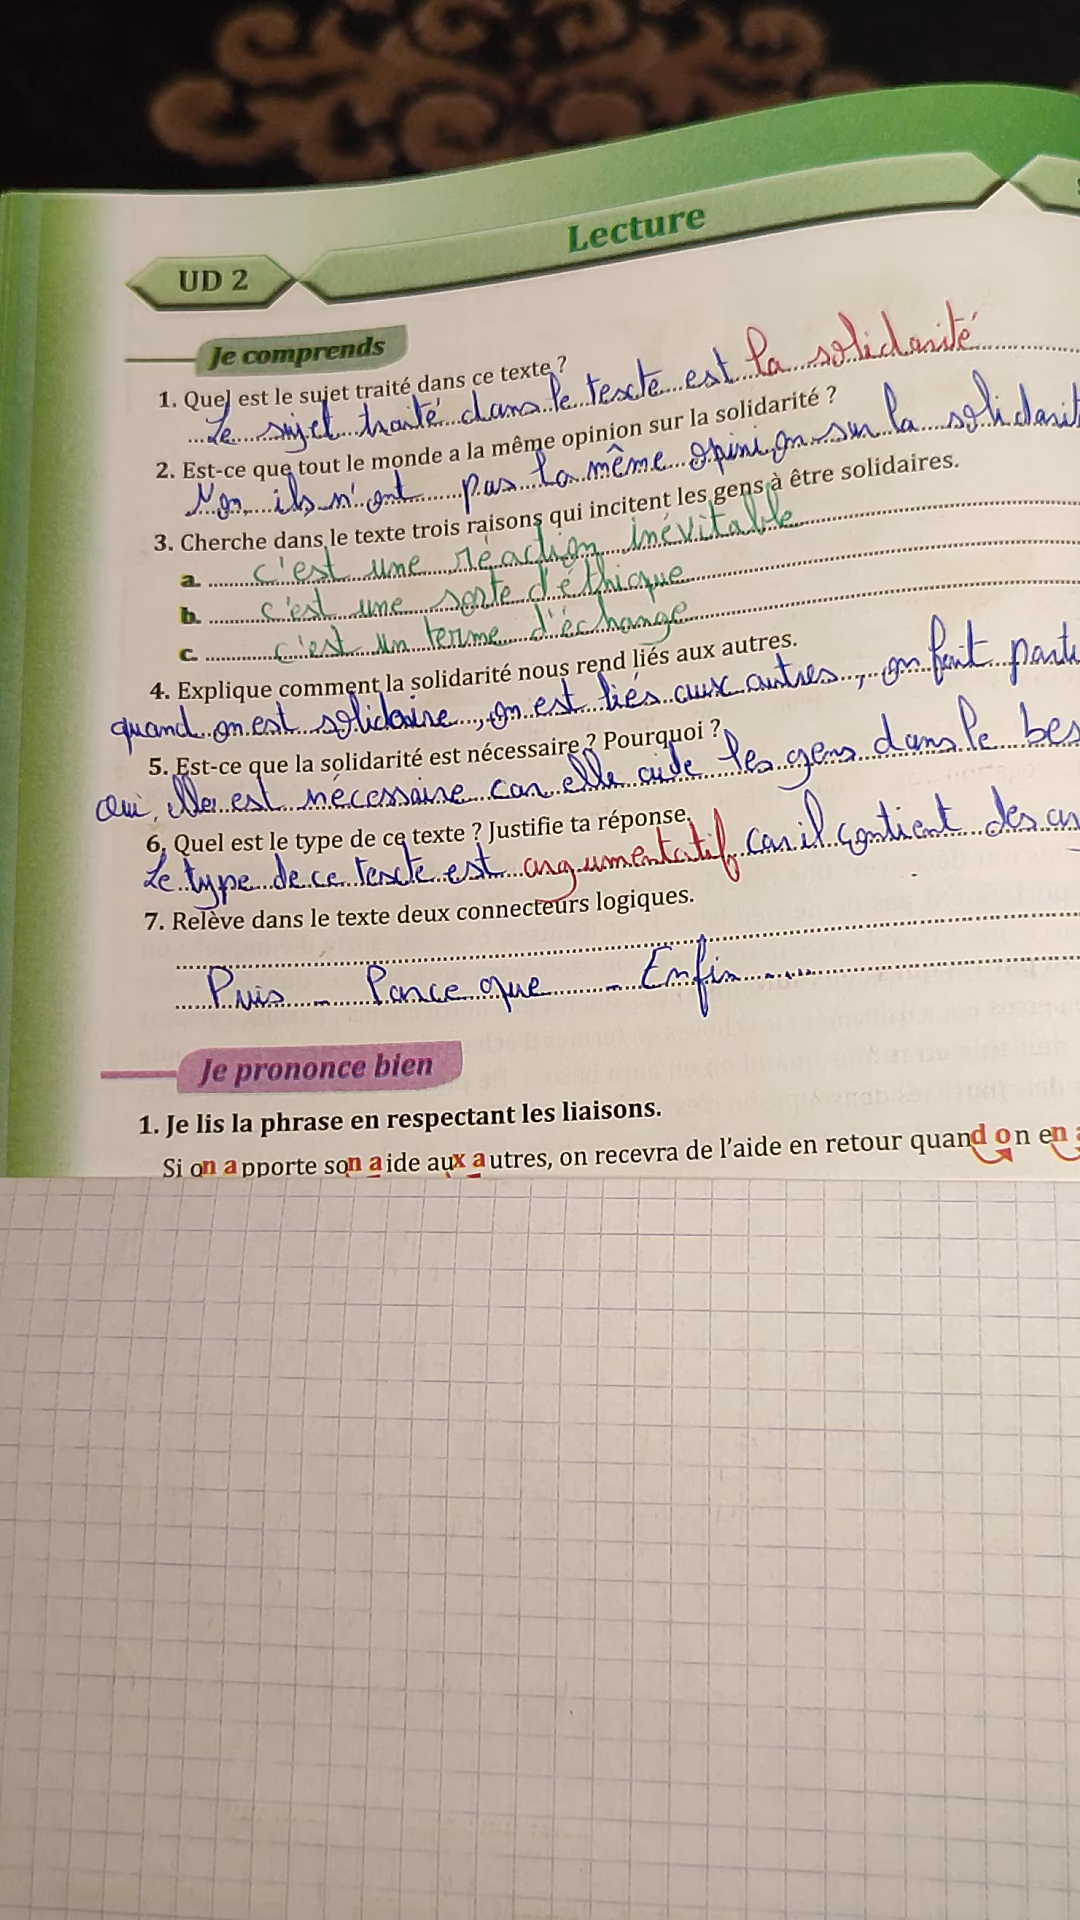 Lecture
UD 2
Je comprends
1. Quel est le sujet traité dans ce texte ?
Le sujet traité dans le texte est la solidarité
2. Est-ce que tout le monde a la même opinion sur la solidarité ?
Non, ils n'ont pas la même opinion sur la solidarit
3. Cherche dans le texte trois raisons qui incitent les gens à être solidaires.
a. c'est une réaction inévitable
b. c'est une sorte d'éthique
c. c'est un terme d'échange
4. Explique comment la solidarité nous rend liés aux autres.
quand on est solidaire, on est liés aux autres, on fait parti
5. Est-ce que la solidarité est nécessaire ? Pourquoi ?
Oui, elle est nécessaire car elle aide les gens dans le bes
6. Quel est le type de ce texte ? Justifie ta réponse.
Le type de ce texte est argumentatif car il contient des ar
7. Relève dans le texte deux connecteurs logiques.
Puis - Parce que - Enfin
Je prononce bien
1. Je lis la phrase en respectant les liaisons.
Si on apporte son aide aux autres, on recevra de l'aide en retour quand on en a